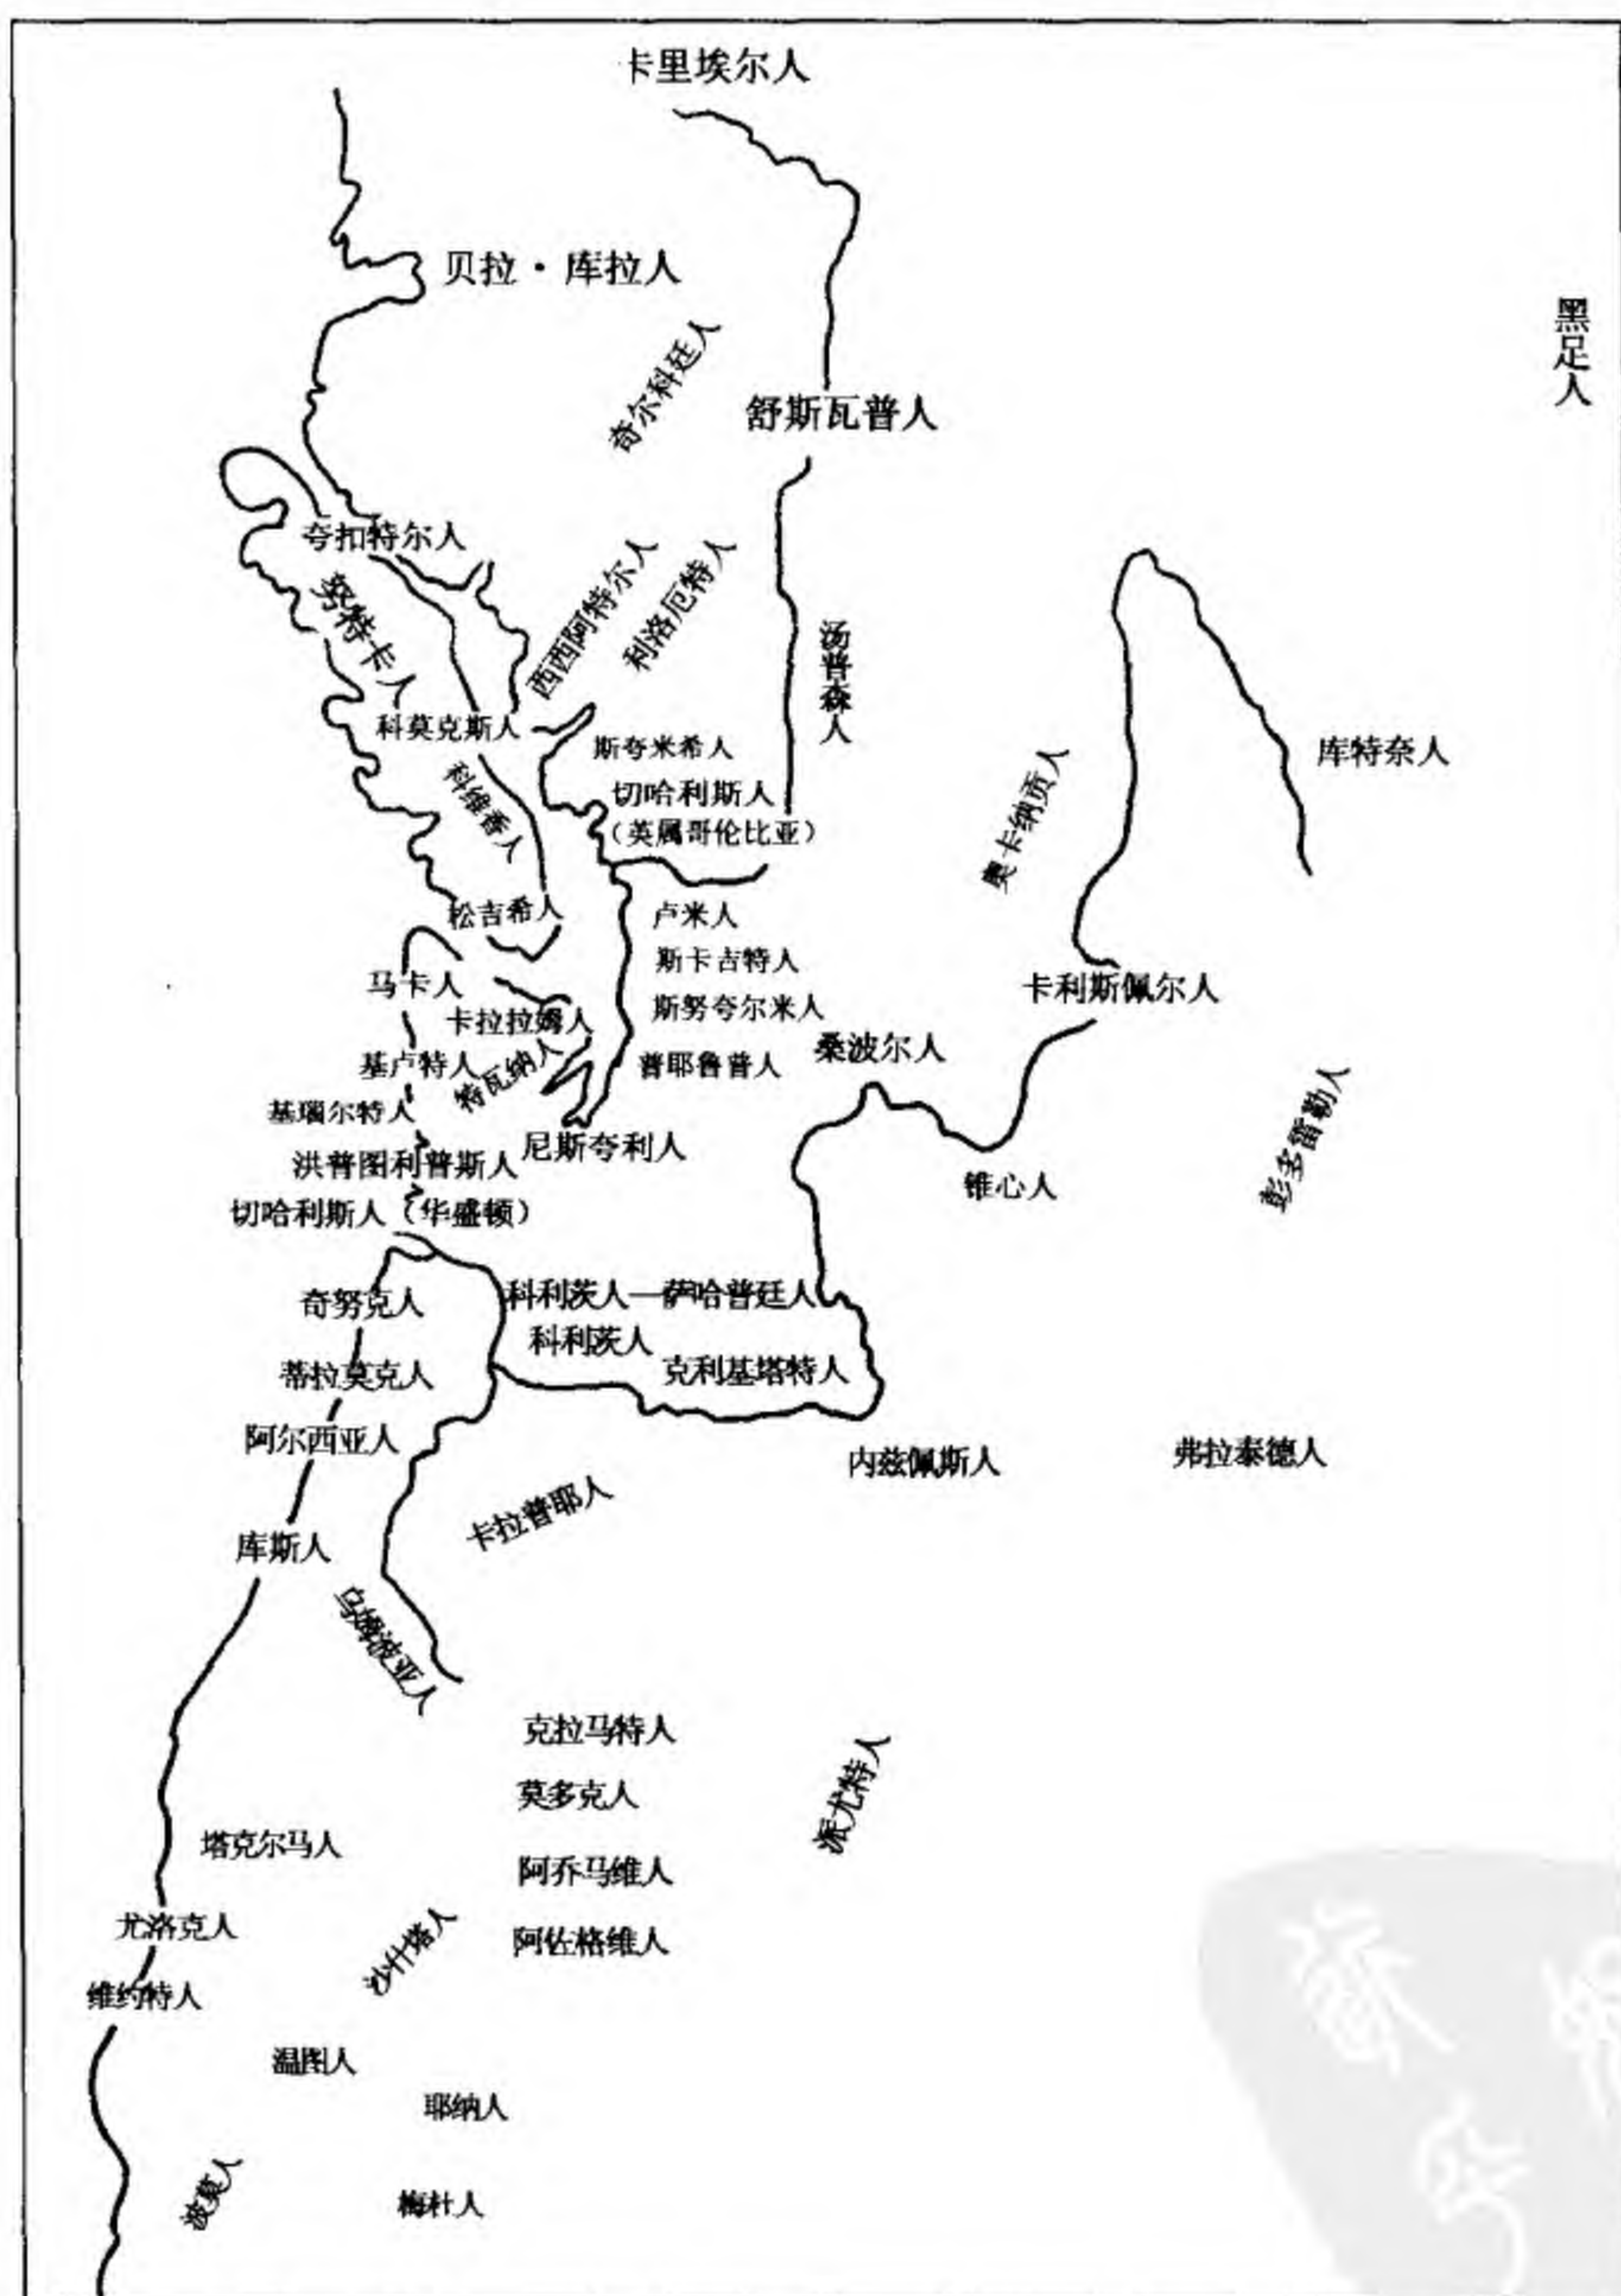 卡里埃尔人
贝拉·库拉人
黑足人
奇尔科廷人
舒斯瓦普人
夸扣特尔人
努特卡人
西西阿特尔人
利洛厄特人
汤普森人
科莫克斯人
斯夸米希人
库特奈人
科维香人
切哈利斯人
（英属哥伦比亚）
奥卡纳贡人
松吉希人
卢米人
斯卡吉特人
马卡人
卡利斯佩尔人
卡拉拉姆人
斯努夸尔米人
桑波尔人
基卢特人
特瓦纳人
普耶鲁普人
彭多雷勒人
基瑙尔特人
尼斯夸利人
洪普图利普斯人
锥心人
切哈利斯人（华盛顿）
奇努克人
科利茨人—萨哈普廷人
科利茨人
蒂拉莫克人
克利基塔特人
阿尔西亚人
内兹佩斯人
弗拉泰德人
卡拉普耶人
库斯人
乌姆波亚人
克拉马特人
莫多克人
派尤特人
塔克尔马人
阿乔马维人
尤洛克人
沙什塔人
阿佐格维人
维约特人
温图人
耶纳人
波莫人
梅杜人